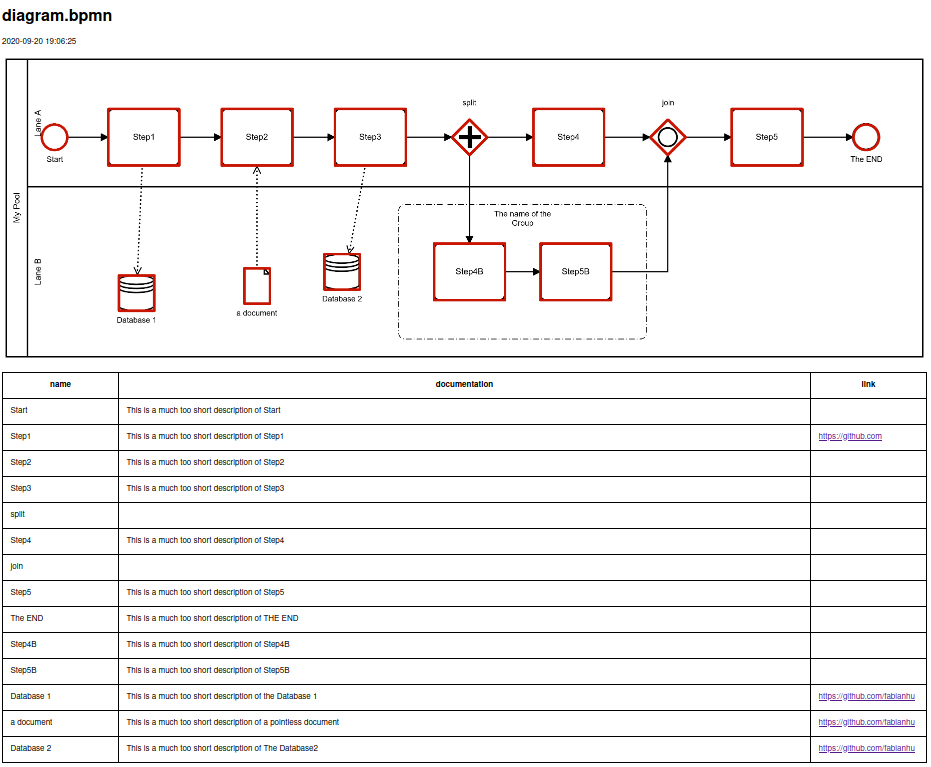 diagram.bpmn
2020-09-20 19:06:25
My Pool
Lane A
Start
Step1
Step2
Step3
split
Step4
join
Step5
The END
Lane B
Database 1
a document
Database 2
The name of the
Group
Step4B
Step5B
name documentation link
Start This is a much too short description of Start
Step1 This is a much too short description of Step1 https://github.com
Step2 This is a much too short description of Step2
Step3 This is a much too short description of Step3
split
Step4 This is a much too short description of Step4
join
Step5 This is a much too short description of Step5
The END This is a much too short description of THE END
Step4B This is a much too short description of Step4B
Step5B This is a much too short description of Step5B
Database 1 This is a much too short description of the Database 1 https://github.com/fabianhu
a document This is a much too short description of a pointless document https://github.com/fabianhu
Database 2 This is a much too short description of The Database2 https://github.com/fabianhu